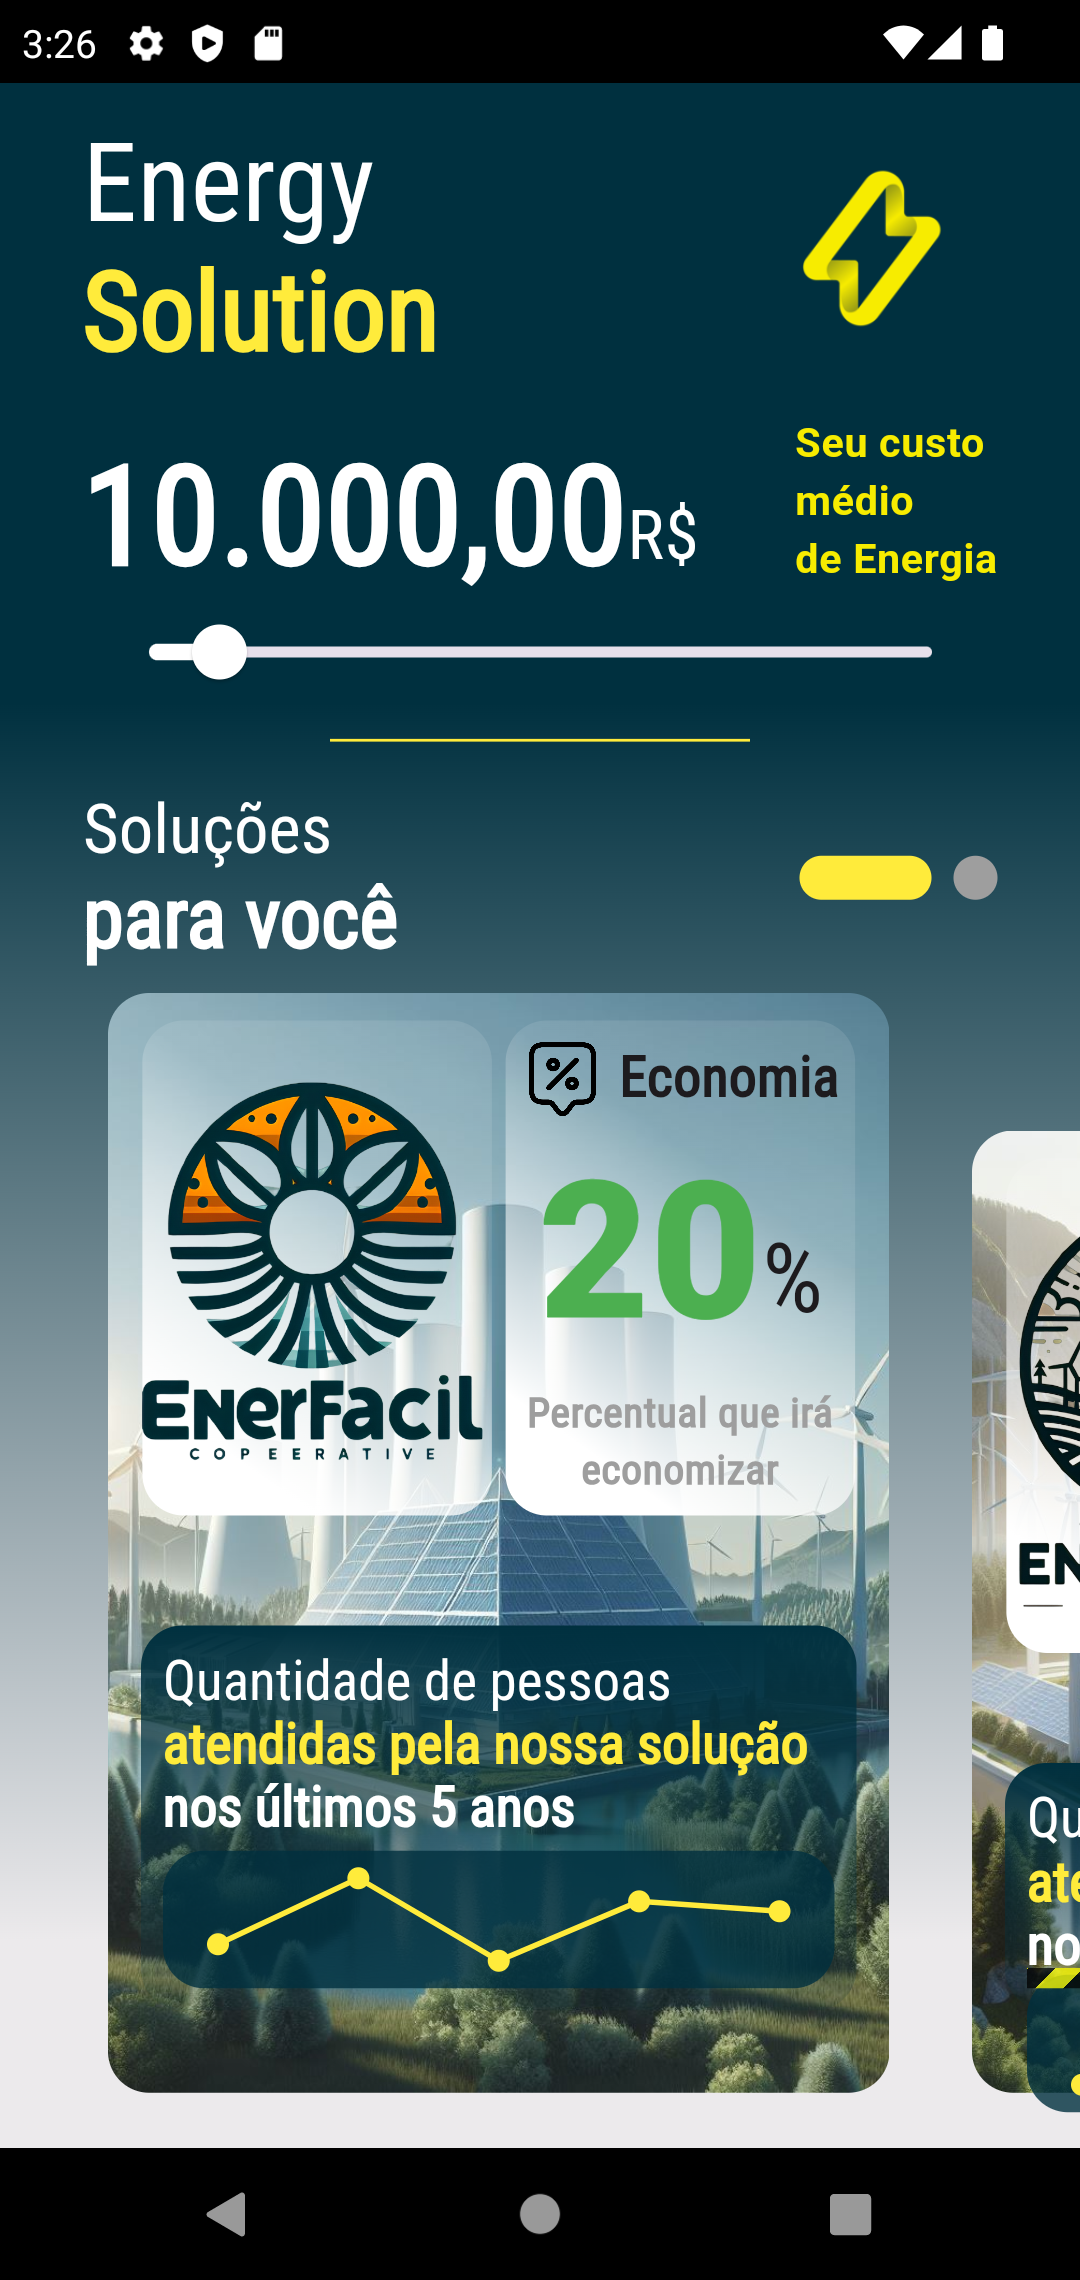 3:26
Energy
Solution
10.000,00R$
Seu custo
médio
de Energia
Soluções
para você
Economia
20%
Percentual que irá
economizar
ENERFACIL
COPEERATIVE
Quantidade de pessoas
atendidas pela nossa solução
nos últimos 5 anos
EN
Qu
ate
no